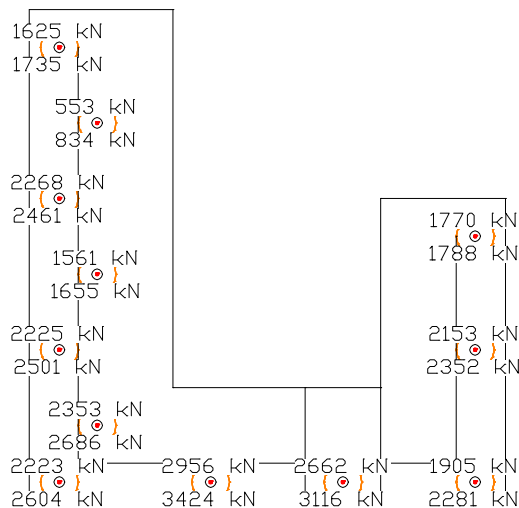 1625 kN
1735 kN
553 kN
834 kN
2268 kN
2461 kN
1770 kN
1788 kN
1561 kN
1655 kN
2225 kN
2501 kN
2153 kN
2352 kN
2353 kN
2686 kN
2223 kN
2604 kN
2956 kN
3424 kN
2662 kN
3116 kN
1905 kN
2281 kN